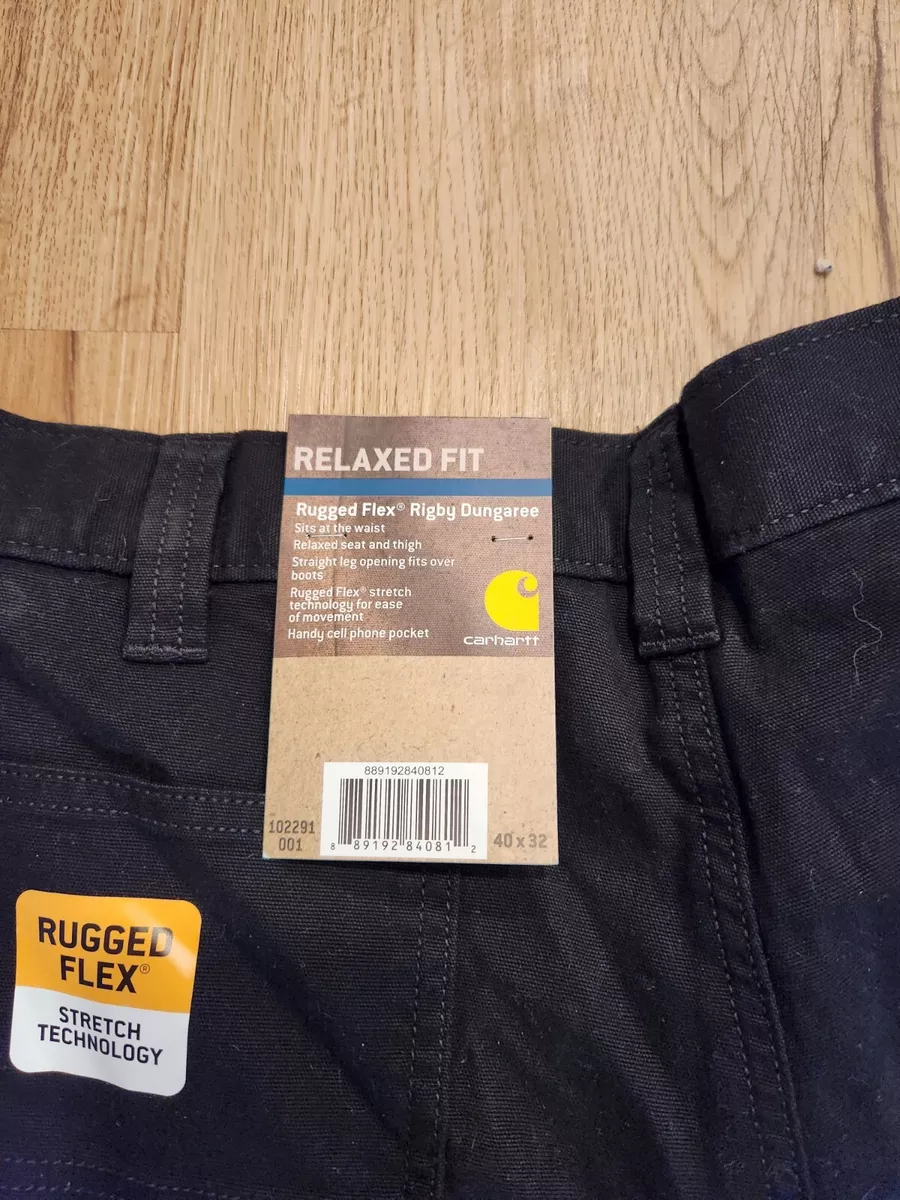 RELAXED FIT
Rugged Flex® Rigby Dungaree
Sits at the waist
Relaxed seat and thigh
Straight leg opening fits over
boots
Rugged Flex® stretch
technology for ease
of movement
Handy cell phone pocket
carhartt
889192840812
102291
001
8 89192 84081 2
40 x 32
RUGGED
FLEX®
STRETCH
TECHNOLOGY